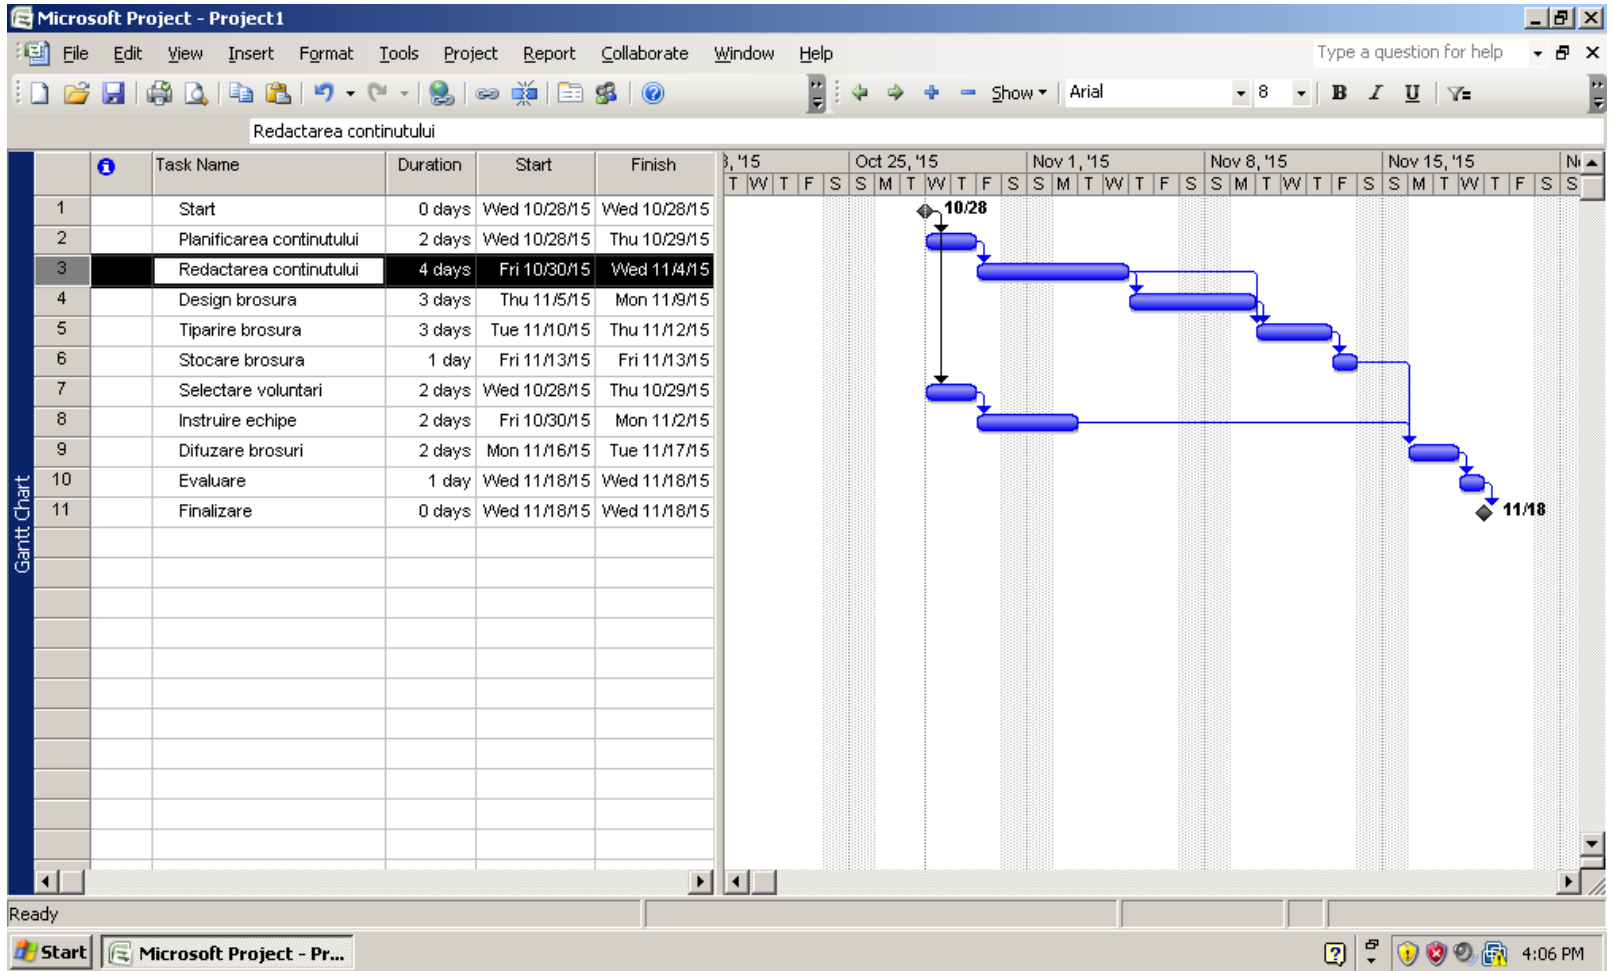 Microsoft Project - Project1
File Edit View Insert Format Tools Project Report Collaborate Window Help Type a question for help
Show Arial 8 B I U
Redactarea continutului
Task Name Duration Start Finish 3, '15 Oct 25, '15 Nov 1, '15 Nov 8, '15 Nov 15, '15 N
T W T F S S M T W T F S S M T W T F S S M T W T F S S M T W T F S S
1 Start 0 days Wed 10/28/15 Wed 10/28/15 10/28
2 Planificarea continutului 2 days Wed 10/28/15 Thu 10/29/15
3 Redactarea continutului 4 days Fri 10/30/15 Wed 11/4/15
4 Design brosura 3 days Thu 11/5/15 Mon 11/9/15
5 Tiparire brosura 3 days Tue 11/10/15 Thu 11/12/15
6 Stocare brosura 1 day Fri 11/13/15 Fri 11/13/15
7 Selectare voluntari 2 days Wed 10/28/15 Thu 10/29/15
8 Instruire echipe 2 days Fri 10/30/15 Mon 11/2/15
9 Difuzare brosuri 2 days Mon 11/16/15 Tue 11/17/15
10 Evaluare 1 day Wed 11/18/15 Wed 11/18/15
11 Finalizare 0 days Wed 11/18/15 Wed 11/18/15 11/18
Gantt Chart
Ready
Start Microsoft Project - Pr... 4:06 PM